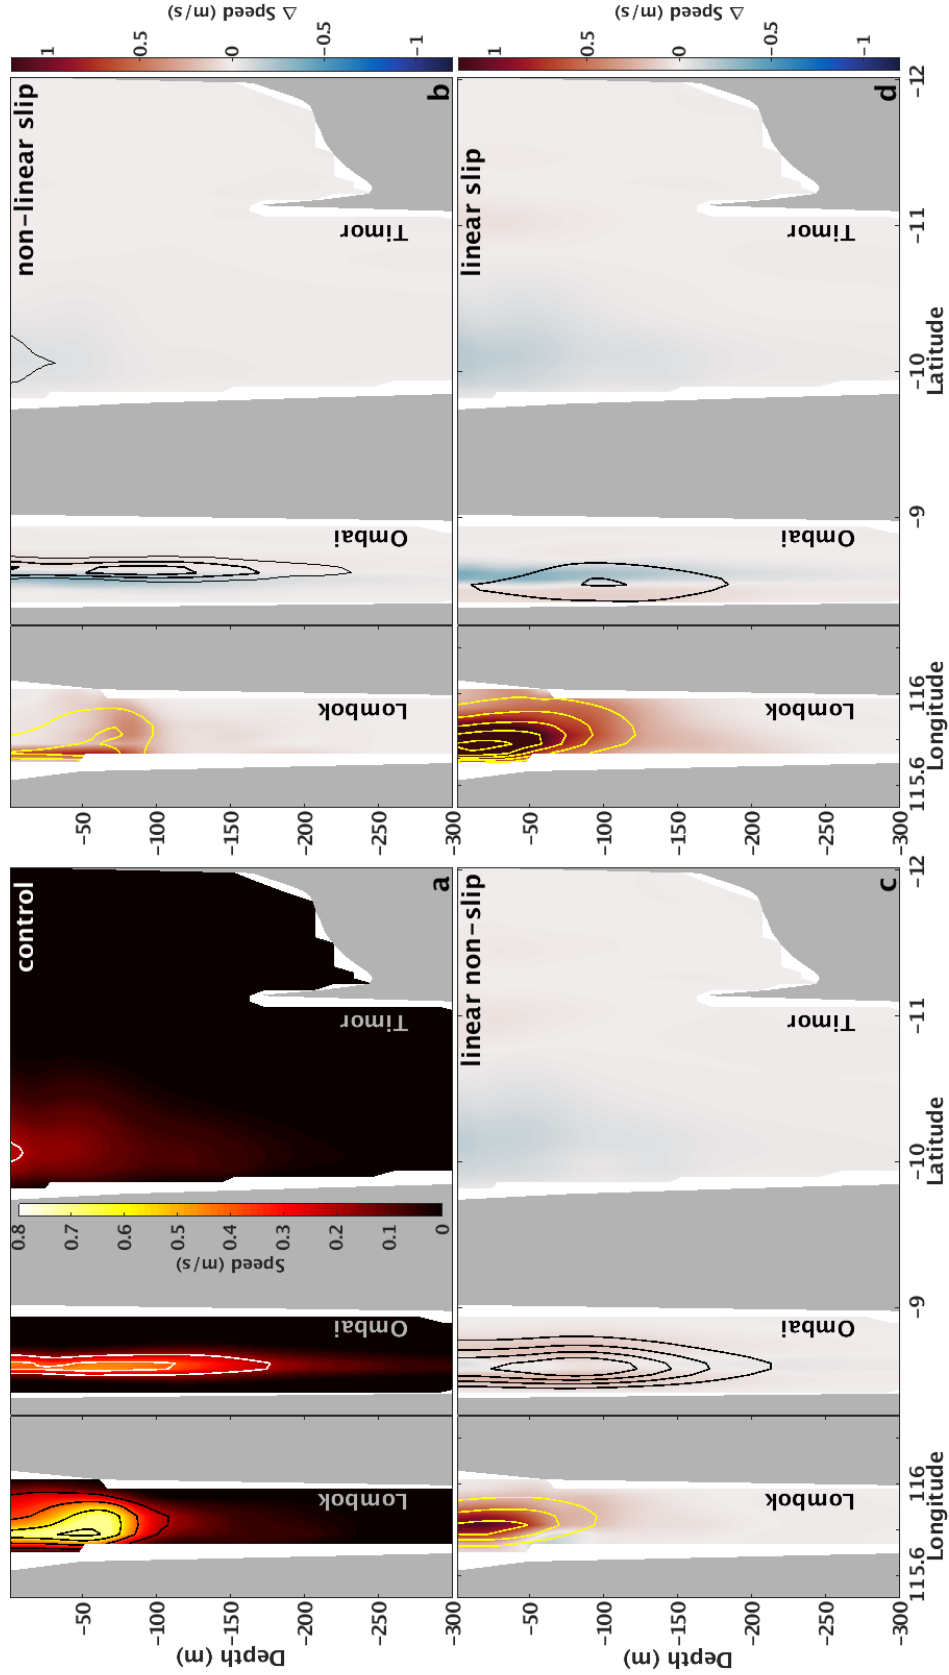 control
a
Depth (m)
-50
-100
-150
-200
-250
-300
0.8
0.7
0.6
0.5
0.4
0.3
0.2
0.1
0
Speed (m/s)
Lombok
Ombai
Timor
non-linear slip
b
-50
-100
-150
-200
-250
-300
Lombok
Ombai
Timor
1
0.5
0
-0.5
-1
Δ Speed (m/s)
linear non-slip
c
Depth (m)
-50
-100
-150
-200
-250
-300
Lombok
Ombai
Timor
115.6
116
-9
-10
-11
-12
Longitude
Latitude
linear slip
d
-50
-100
-150
-200
-250
-300
Lombok
Ombai
Timor
115.6
116
-9
-10
-11
-12
Longitude
Latitude
1
0.5
0
-0.5
-1
Δ Speed (m/s)